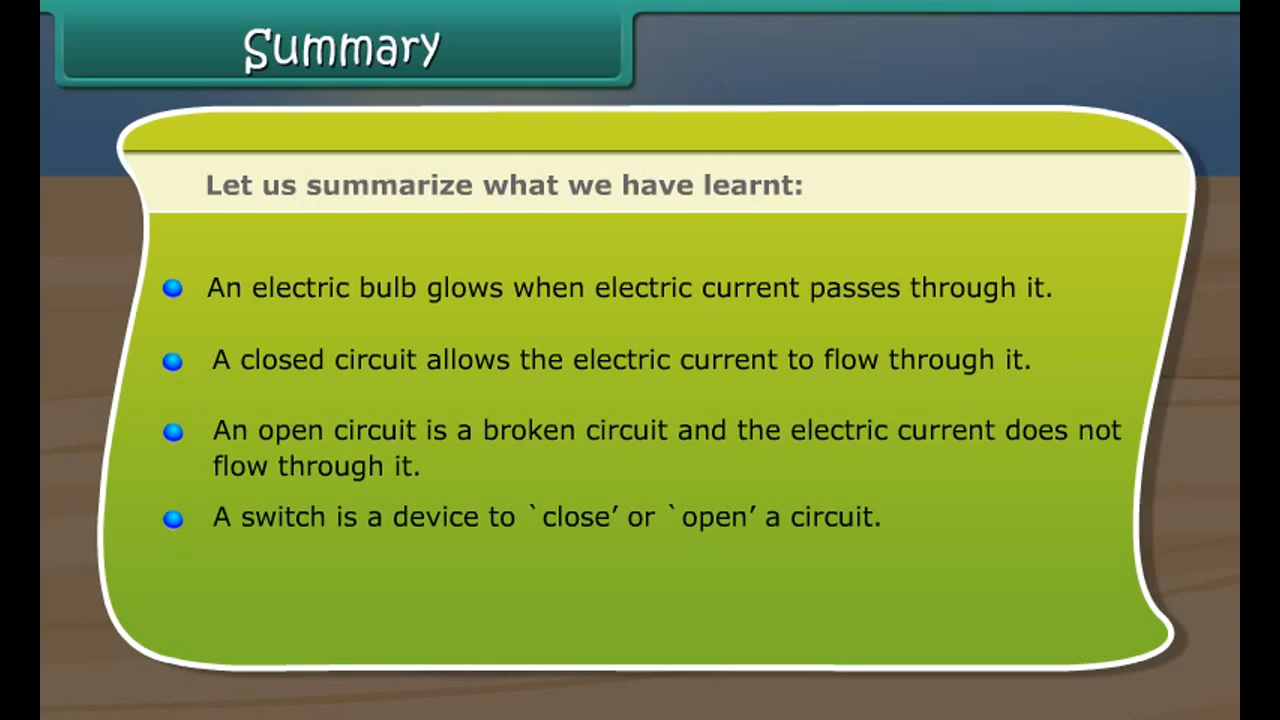 Summary
Let us summarize what we have learnt:
An electric bulb glows when electric current passes through it.
A closed circuit allows the electric current to flow through it.
An open circuit is a broken circuit and the electric current does not
flow through it.
A switch is a device to `close’ or `open’ a circuit.